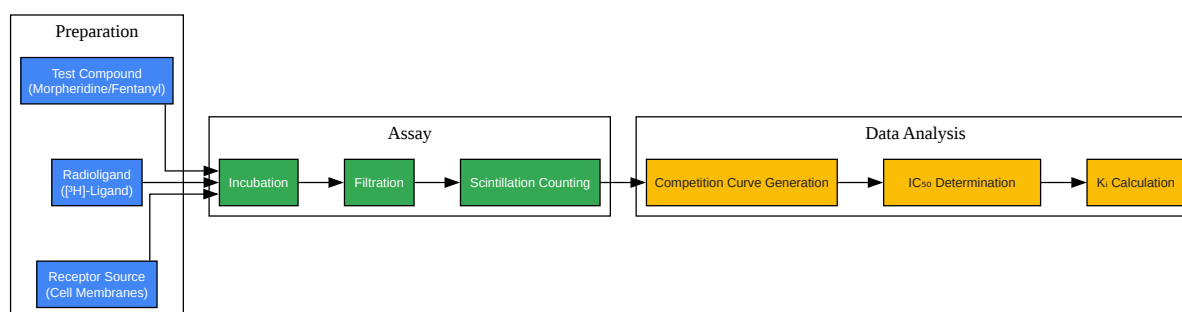 Preparation
Test Compound
(Morpheridine/Fentanyl)
Radioligand
([³H]-Ligand)
Receptor Source
(Cell Membranes)
Assay
Incubation
Filtration
Scintillation Counting
Data Analysis
Competition Curve Generation
IC₅₀ Determination
Kᵢ Calculation